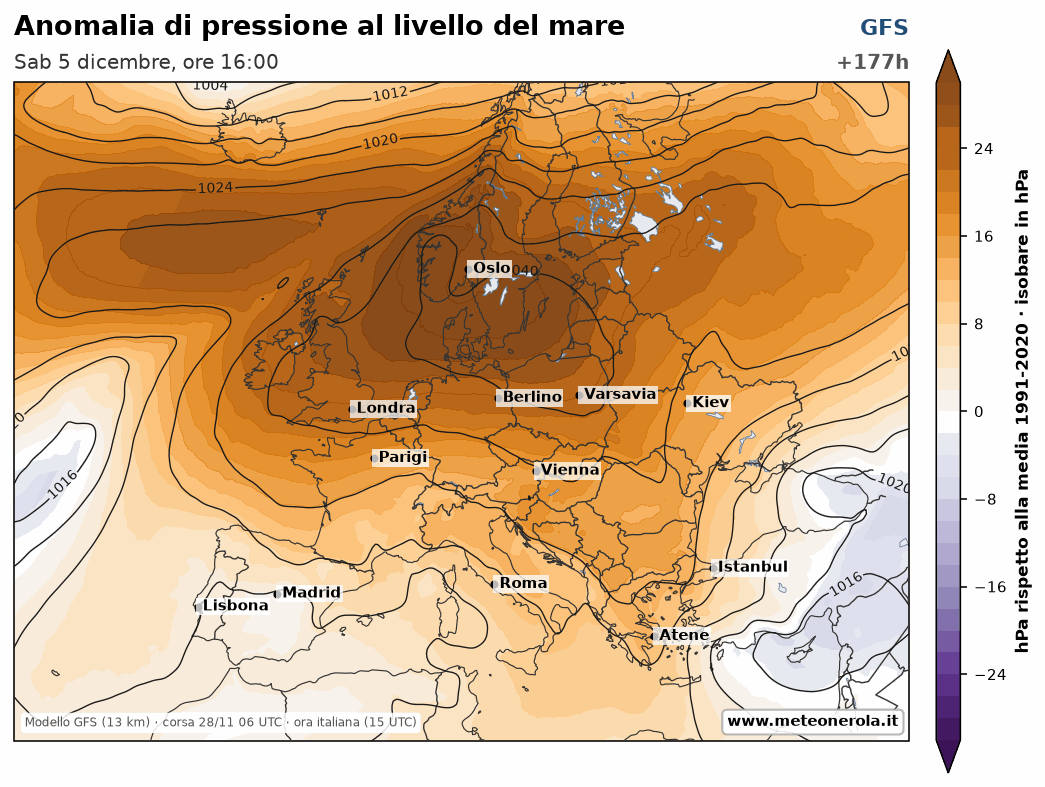 Anomalia di pressione al livello del mare
GFS
Sab 5 dicembre, ore 16:00
+177h
1004
1012
1020
1024
Oslo
040
10
Londra
Berlino
Varsavia
Kiev
Parigi
Vienna
1016
1020
Lisbona
Madrid
Roma
Istanbul
1016
Atene
Modello GFS (13 km) · corsa 28/11 06 UTC · ora italiana (15 UTC)
www.meteonerola.it
24
16
8
0
−8
−16
−24
hPa rispetto alla media 1991-2020 · isobare in hPa